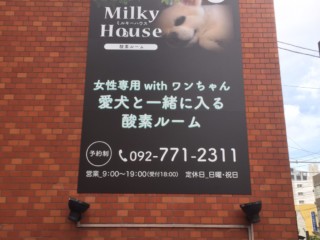 Milky
House
ミルキーハウス
酸素ルーム
女性専用 with ワンちゃん
愛犬と一緒に入る
酸素ルーム
予約制 092-771-2311
営業_9:00〜19:00(受付18:00) 定休日_日曜・祝日